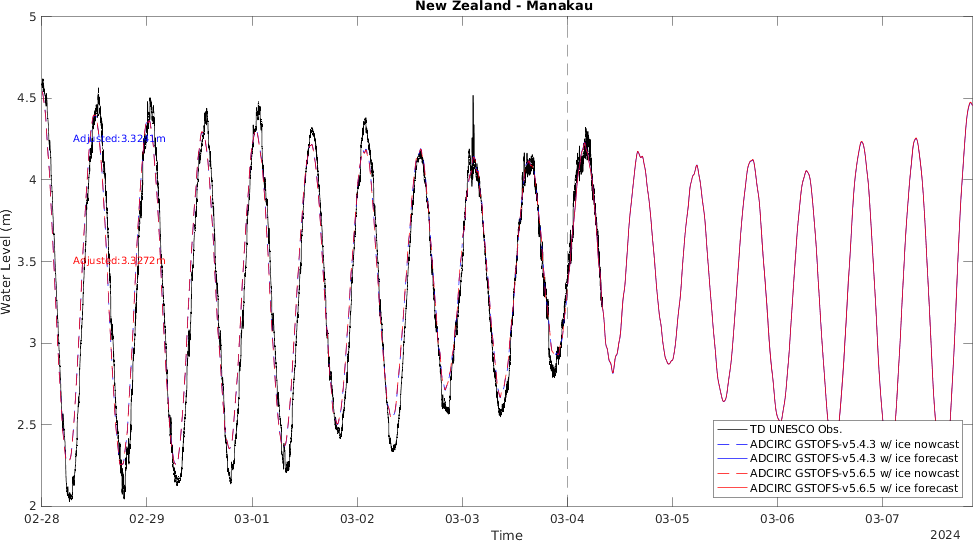 New Zealand - Manakau
5
4.5
4
3.5
3
2.5
2
Water Level (m)
Adjusted:3.3272m
TD UNESCO Obs.
ADCIRC GSTOFS-v5.4.3 w/ ice nowcast
ADCIRC GSTOFS-v5.4.3 w/ ice forecast
ADCIRC GSTOFS-v5.6.5 w/ ice nowcast
ADCIRC GSTOFS-v5.6.5 w/ ice forecast
02-28 02-29 03-01 03-02 03-03 03-04 03-05 03-06 03-07
Time
2024